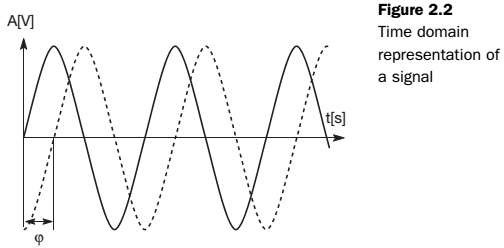 A[V]
t[s]
φ
Figure 2.2
Time domain
representation of
a signal